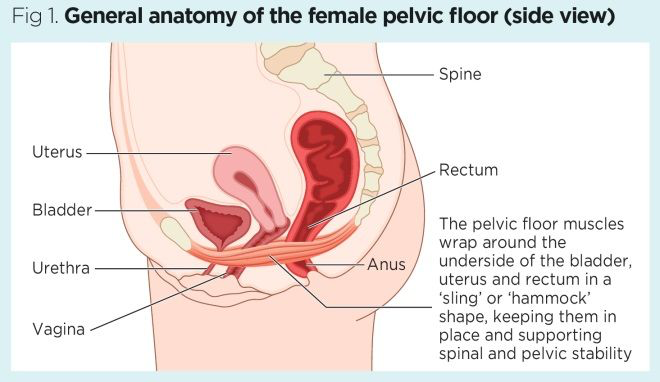 Fig 1. General anatomy of the female pelvic floor (side view)
Spine
Uterus
Rectum
Bladder
The pelvic floor muscles
wrap around the
underside of the bladder,
uterus and rectum in a
‘sling’ or ‘hammock’
shape, keeping them in
place and supporting
spinal and pelvic stability
Urethra
Anus
Vagina